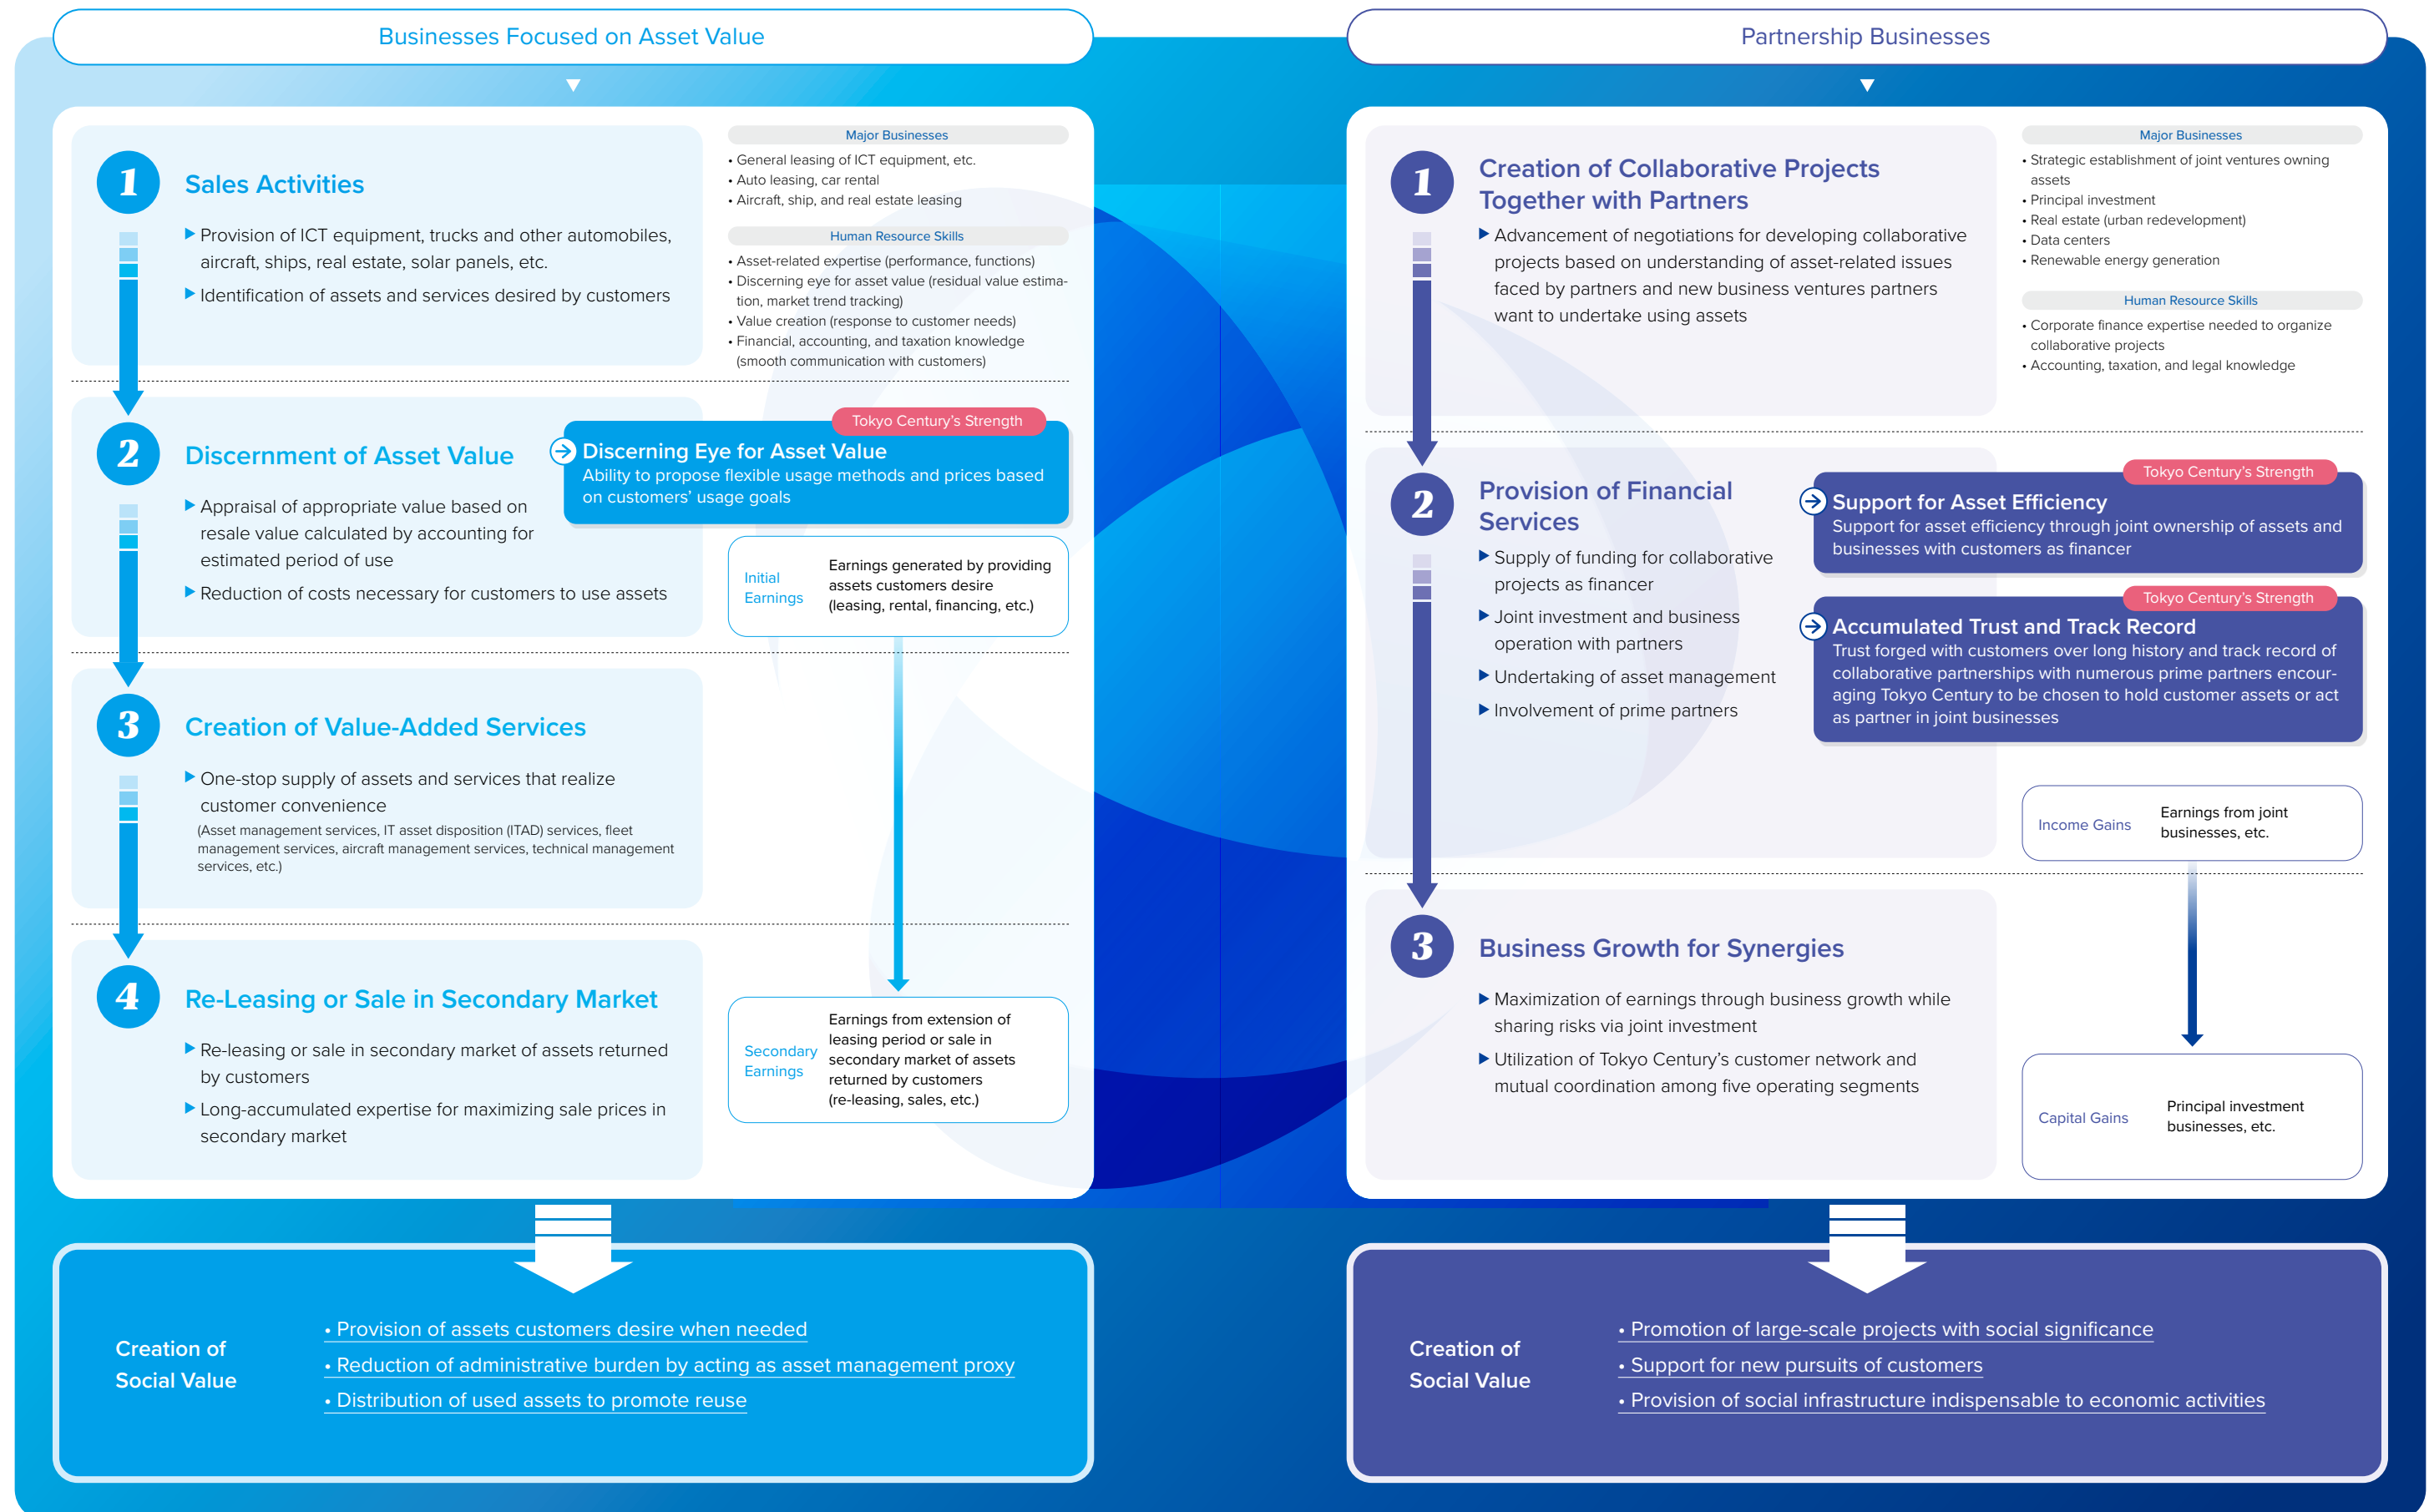 Businesses Focused on Asset Value
1
Sales Activities
▶ Provision of ICT equipment, trucks and other automobiles,
aircraft, ships, real estate, solar panels, etc.
▶ Identification of assets and services desired by customers
Major Businesses
• General leasing of ICT equipment, etc.
• Auto leasing, car rental
• Aircraft, ship, and real estate leasing
Human Resource Skills
• Asset-related expertise (performance, functions)
• Discerning eye for asset value (residual value estima-
tion, market trend tracking)
• Value creation (response to customer needs)
• Financial, accounting, and taxation knowledge
(smooth communication with customers)
2
Discernment of Asset Value
▶ Appraisal of appropriate value based on
resale value calculated by accounting for
estimated period of use
▶ Reduction of costs necessary for customers to use assets
Tokyo Century's Strength
Discerning Eye for Asset Value
Ability to propose flexible usage methods and prices based
on customers' usage goals
Initial
Earnings
Earnings generated by providing
assets customers desire
(leasing, rental, financing, etc.)
3
Creation of Value-Added Services
▶ One-stop supply of assets and services that realize
customer convenience
(Asset management services, IT asset disposition (ITAD) services, fleet
management services, aircraft management services, technical management
services, etc.)
4
Re-Leasing or Sale in Secondary Market
▶ Re-leasing or sale in secondary market of assets returned
by customers
▶ Long-accumulated expertise for maximizing sale prices in
secondary market
Secondary
Earnings
Earnings from extension of
leasing period or sale in
secondary market of assets
returned by customers
(re-leasing, sales, etc.)
Creation of
Social Value
• Provision of assets customers desire when needed
• Reduction of administrative burden by acting as asset management proxy
• Distribution of used assets to promote reuse
Partnership Businesses
1
Creation of Collaborative Projects
Together with Partners
▶ Advancement of negotiations for developing collaborative
projects based on understanding of asset-related issues
faced by partners and new business ventures partners
want to undertake using assets
Major Businesses
• Strategic establishment of joint ventures owning
assets
• Principal investment
• Real estate (urban redevelopment)
• Data centers
• Renewable energy generation
Human Resource Skills
• Corporate finance expertise needed to organize
collaborative projects
• Accounting, taxation, and legal knowledge
2
Provision of Financial
Services
▶ Supply of funding for collaborative
projects as financer
▶ Joint investment and business
operation with partners
▶ Undertaking of asset management
▶ Involvement of prime partners
Tokyo Century's Strength
Support for Asset Efficiency
Support for asset efficiency through joint ownership of assets and
businesses with customers as financer
Tokyo Century's Strength
Accumulated Trust and Track Record
Trust forged with customers over long history and track record of
collaborative partnerships with numerous prime partners encour-
aging Tokyo Century to be chosen to hold customer assets or act
as partner in joint businesses
Income Gains
Earnings from joint
businesses, etc.
3
Business Growth for Synergies
▶ Maximization of earnings through business growth while
sharing risks via joint investment
▶ Utilization of Tokyo Century's customer network and
mutual coordination among five operating segments
Capital Gains
Principal investment
businesses, etc.
Creation of
Social Value
• Promotion of large-scale projects with social significance
• Support for new pursuits of customers
• Provision of social infrastructure indispensable to economic activities